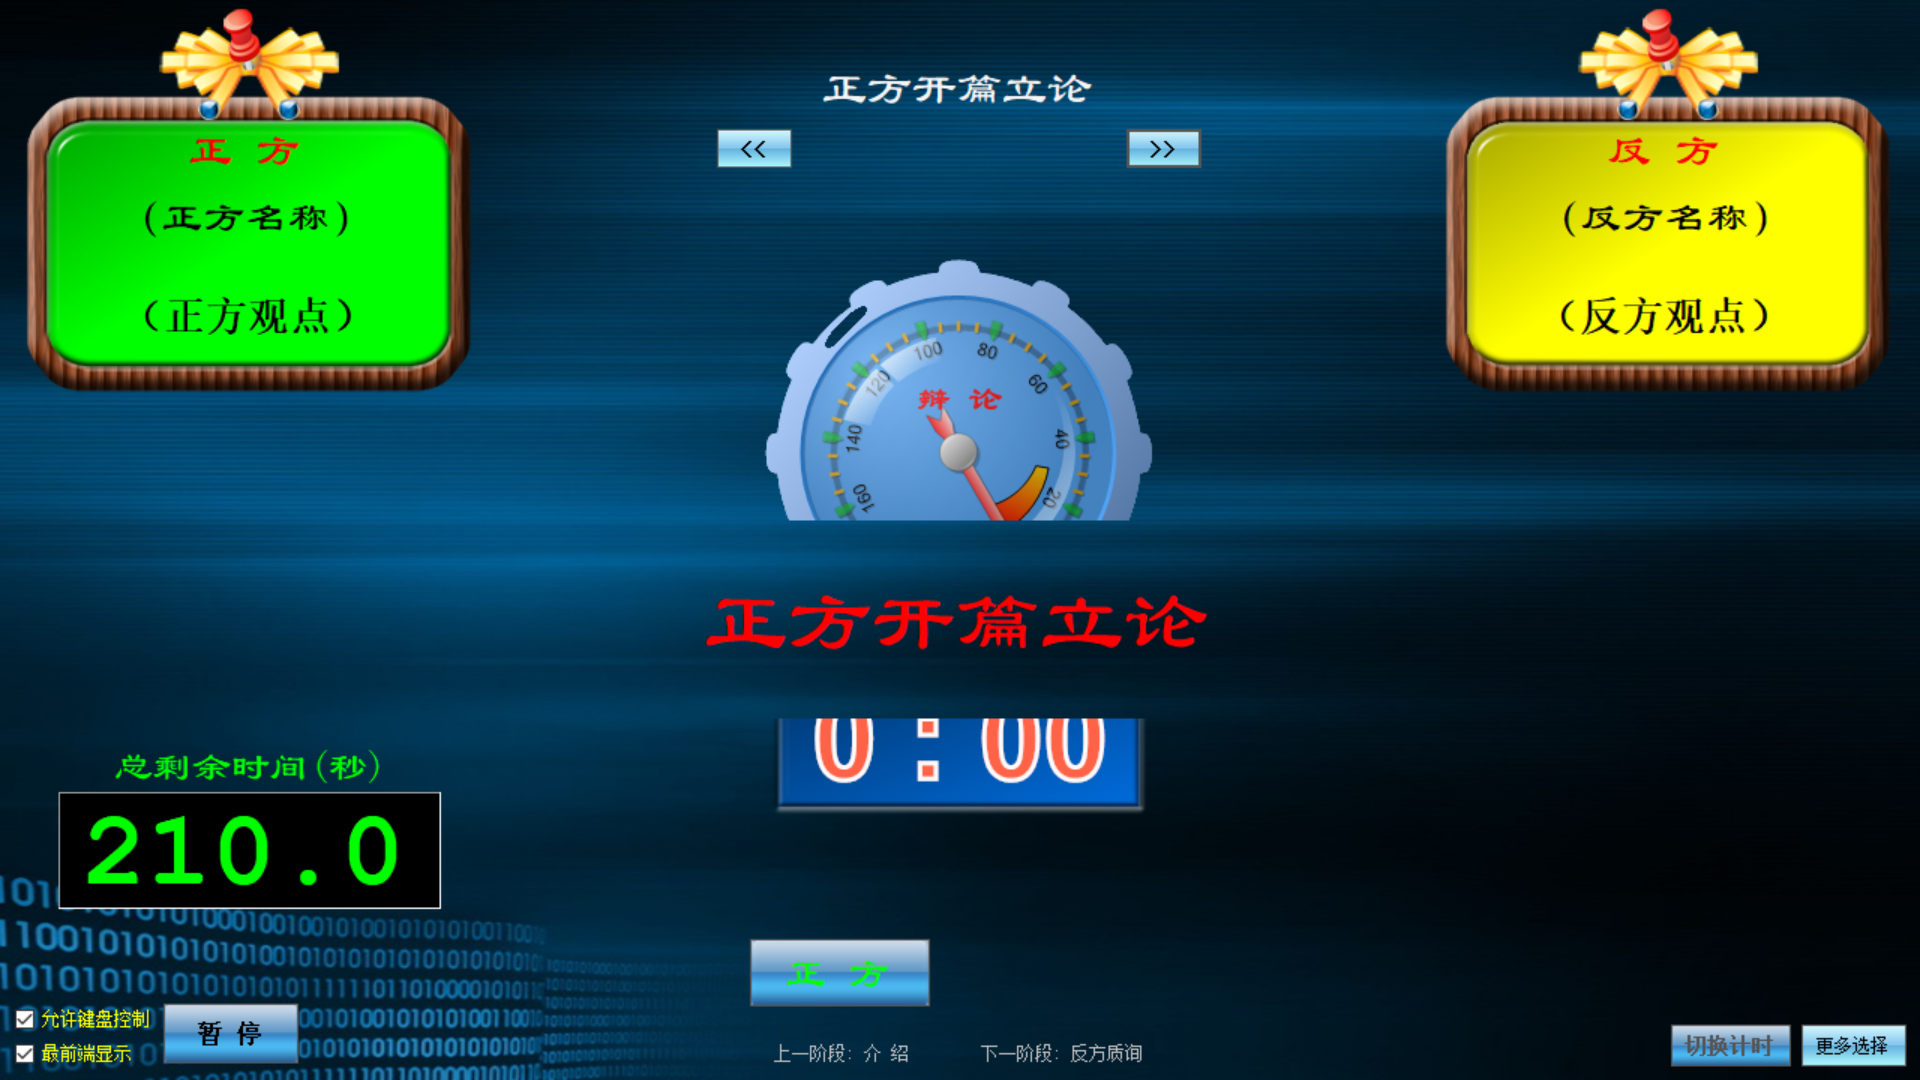 正方开篇立论
<<
>>
正 方
(正方名称)
（正方观点）
反 方
(反方名称)
（反方观点）
100
80
120
60
辩 论
140
40
160
20
正方开篇立论
0:00
总剩余时间(秒)
210.0
正 方
允许键盘控制
最前端显示
暂 停
上一阶段: 介 绍
下一阶段: 反方质询
切换计时
更多选择